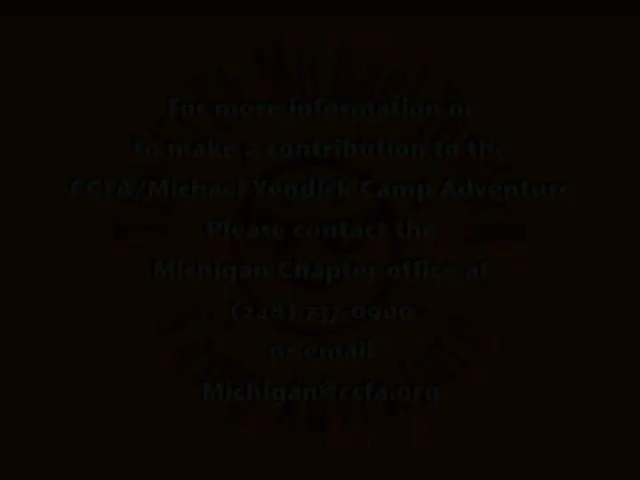 For more information or
to make a contribution to the
CCFA/Michael Yendick Camp Adventure
Please contact the
Michigan Chapter office at
(248) 737-0900
or email
Michigan@ccfa.org